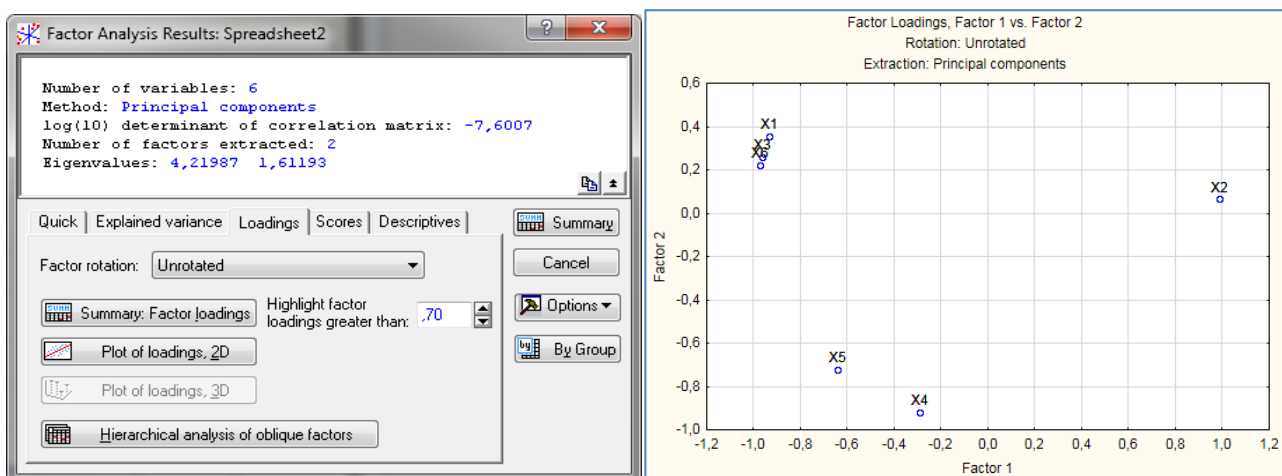 Factor Analysis Results: Spreadsheet2
?
Number of variables: 6
Method: Principal components
log(10) determinant of correlation matrix: -7,6007
Number of factors extracted: 2
Eigenvalues: 4,21987 1,61193
Quick
Explained variance
Loadings
Scores
Descriptives
Summary
Factor rotation: Unrotated
Cancel
Summary: Factor loadings
Highlight factor
loadings greater than: ,70
Options
Plot of loadings, 2D
By Group
Plot of loadings, 3D
Hierarchical analysis of oblique factors
Factor Loadings, Factor 1 vs. Factor 2
Rotation: Unrotated
Extraction: Principal components
0,6
0,4
0,2
0,0
-0,2
-0,4
-0,6
-0,8
-1,0
Factor 2
X1
X3
X6
X2
X5
X4
-1,2 -1,0 -0,8 -0,6 -0,4 -0,2 0,0 0,2 0,4 0,6 0,8 1,0 1,2
Factor 1